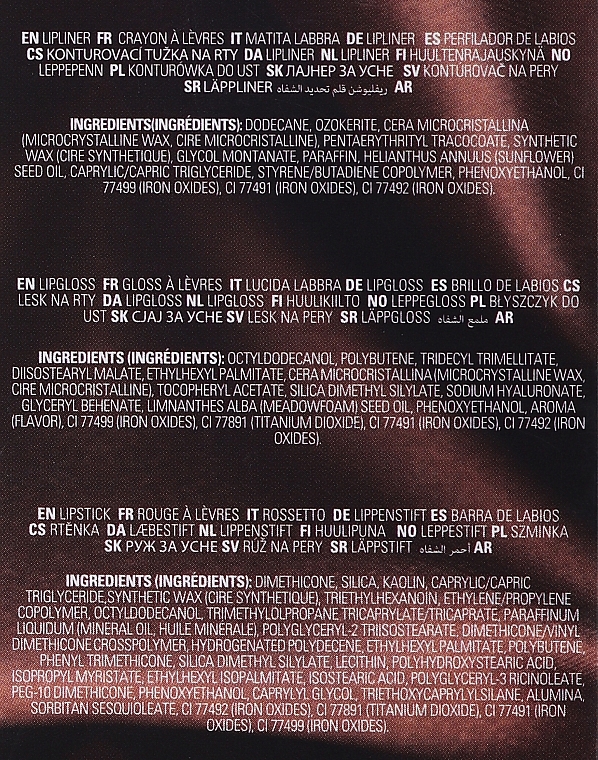 EN LIPLINER FR CRAYON À LÈVRES IT MATITA LABBRA DE LIPLINER ES PERFILADOR DE LABIOS
CS KONTUROVACÍ TUŽKA NA RTY DA LIPLINER NL LIPLINER FI HUULTENRAJAUSKYNÄ NO
LEPPEPENN PL KONTURÓWKA DO UST SK ЛАЈНЕР ЗА УСНЕ SV KONTÚROVAČ NA PERY
SR LÄPPLINER ريفليوشن قلم تحديد الشفاه AR
INGREDIENTS(INGRÉDIENTS): DODECANE, OZOKERITE, CERA MICROCRISTALLINA
(MICROCRYSTALLINE WAX, CIRE MICROCRISTALLINE), PENTAERYTHRITYL TRACOCOATE, SYNTHETIC
WAX (CIRE SYNTHETIQUE), GLYCOL MONTANATE, PARAFFIN, HELIANTHUS ANNUUS (SUNFLOWER)
SEED OIL, CAPRYLIC/CAPRIC TRIGLYCERIDE, STYRENE/BUTADIENE COPOLYMER, PHENOXYETHANOL, CI
77499 (IRON OXIDES), CI 77491 (IRON OXIDES), CI 77492 (IRON OXIDES).
EN LIPGLOSS FR GLOSS À LÈVRES IT LUCIDA LABBRA DE LIPGLOSS ES BRILLO DE LABIOS CS
LESK NA RTY DA LIPGLOSS NL LIPGLOSS FI HUULIKIILTO NO LEPPEGLOSS PL BŁYSZCZYK DO
UST SK СЈАЈ ЗА УСНЕ SV LESK NA PERY SR LÄPPGLOSS ملمع الشفاه AR
INGREDIENTS (INGRÉDIENTS): OCTYLDODECANOL, POLYBUTENE, TRIDECYL TRIMELLITATE,
DIISOSTEARYL MALATE, ETHYLHEXYL PALMITATE, CERA MICROCRISTALLINA (MICROCRYSTALLINE WAX,
CIRE MICROCRISTALLINE), TOCOPHERYL ACETATE, SILICA DIMETHYL SILYLATE, SODIUM HYALURONATE,
GLYCERYL BEHENATE, LIMNANTHES ALBA (MEADOWFOAM) SEED OIL, PHENOXYETHANOL, AROMA
(FLAVOR), CI 77499 (IRON OXIDES), CI 77891 (TITANIUM DIOXIDE), CI 77491 (IRON OXIDES), CI 77492 (IRON
OXIDES).
EN LIPSTICK FR ROUGE À LÈVRES IT ROSSETTO DE LIPPENSTIFT ES BARRA DE LABIOS
CS RTĚNKA DA LÆBESTIFT NL LIPPENSTIFT FI HUULIPUNA NO LEPPESTIFT PL SZMINKA
SK РУЖ ЗА УСНЕ SV RÚŽ NA PERY SR LÄPPSTIFT أحمر الشفاه AR
INGREDIENTS (INGRÉDIENTS): DIMETHICONE, SILICA, KAOLIN, CAPRYLIC/CAPRIC
TRIGLYCERIDE,SYNTHETIC WAX (CIRE SYNTHÉTIQUE), TRIETHYLHEXANOIN, ETHYLENE/PROPYLENE
COPOLYMER, OCTYLDODECANOL, TRIMETHYLOLPROPANE TRICAPRYLATE/TRICAPRATE, PARAFFINUM
LIQUIDUM (MINERAL OIL, HUILE MINÉRALE), POLYGLYCERYL-2 TRIISOSTEARATE, DIMETHICONE/VINYL
DIMETHICONE CROSSPOLYMER, HYDROGENATED POLYDECENE, ETHYLHEXYL PALMITATE, POLYBUTENE,
PHENYL TRIMETHICONE, SILICA DIMETHYL SILYLATE, LECITHIN, POLYHYDROXYSTEARIC ACID,
ISOPROPYL MYRISTATE, ETHYLHEXYL ISOPALMITATE, ISOSTEARIC ACID, POLYGLYCERYL-3 RICINOLEATE,
PEG-10 DIMETHICONE, PHENOXYETHANOL, CAPRYLYL GLYCOL, TRIETHOXYCAPRYLYLSILANE, ALUMINA,
SORBITAN SESQUIOLEATE, CI 77492 (IRON OXIDES), CI 77891 (TITANIUM DIOXIDE), CI 77491 (IRON
OXIDES), CI 77499 (IRON OXIDES).